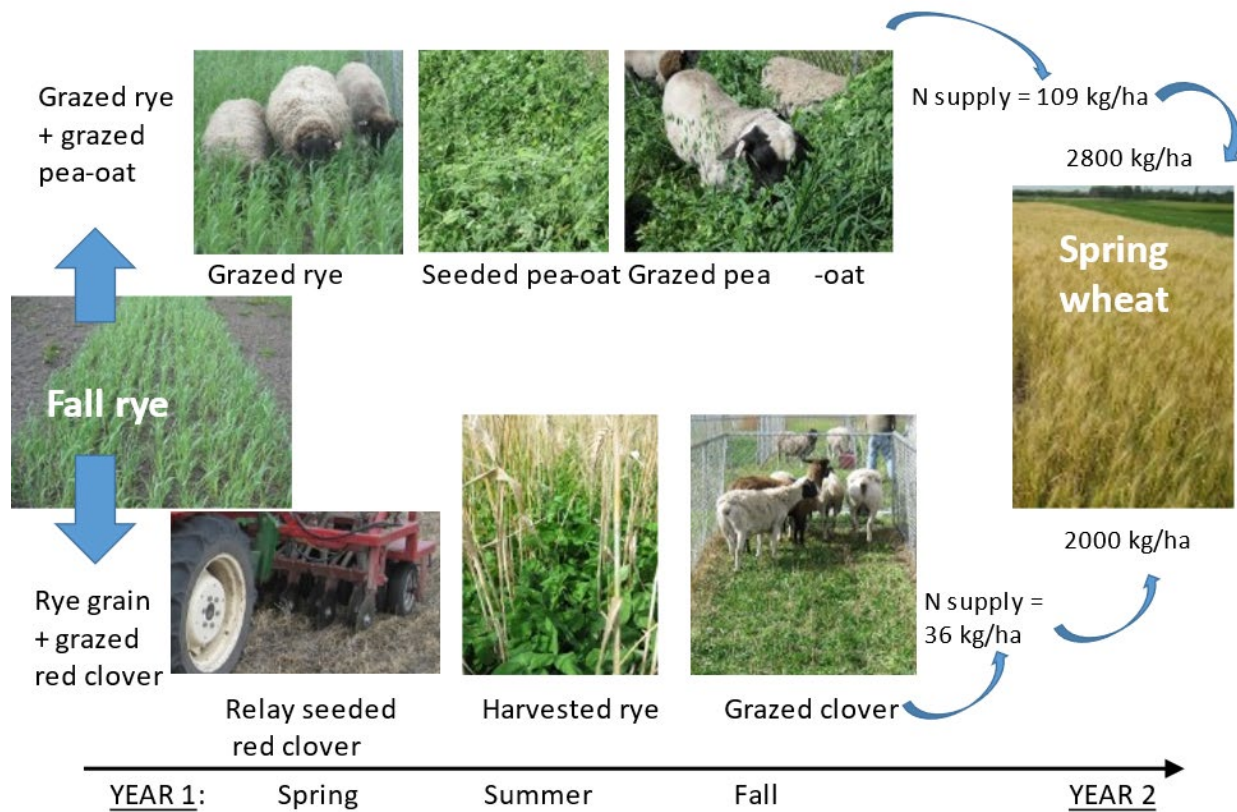 Grazed rye
+ grazed
pea-oat
Grazed rye
Seeded pea-oat
Grazed pea -oat
N supply = 109 kg/ha
2800 kg/ha
Fall rye
Spring
wheat
Rye grain
+ grazed
red clover
Relay seeded
red clover
Harvested rye
Grazed clover
N supply =
36 kg/ha
2000 kg/ha
YEAR 1: Spring Summer Fall YEAR 2